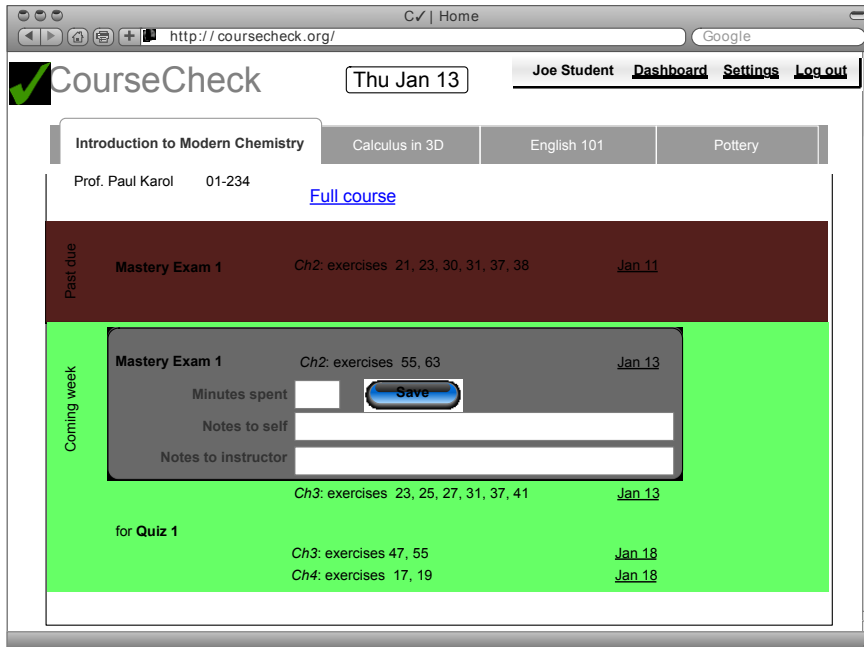 C✓| Home
http://coursecheck.org/
Google
CourseCheck
Thu Jan 13
Joe Student Dashboard Settings Log out
Introduction to Modern Chemistry Calculus in 3D English 101 Pottery
Prof. Paul Karol 01-234
Full course
Past due
Mastery Exam 1 Ch2: exercises 21, 23, 30, 31, 37, 38 Jan 11
Coming week
Mastery Exam 1 Ch2: exercises 55, 63 Jan 13
Minutes spent Save
Notes to self
Notes to instructor
Ch3: exercises 23, 25, 27, 31, 37, 41 Jan 13
for Quiz 1
Ch3: exercises 47, 55 Jan 18
Ch4: exercises 17, 19 Jan 18